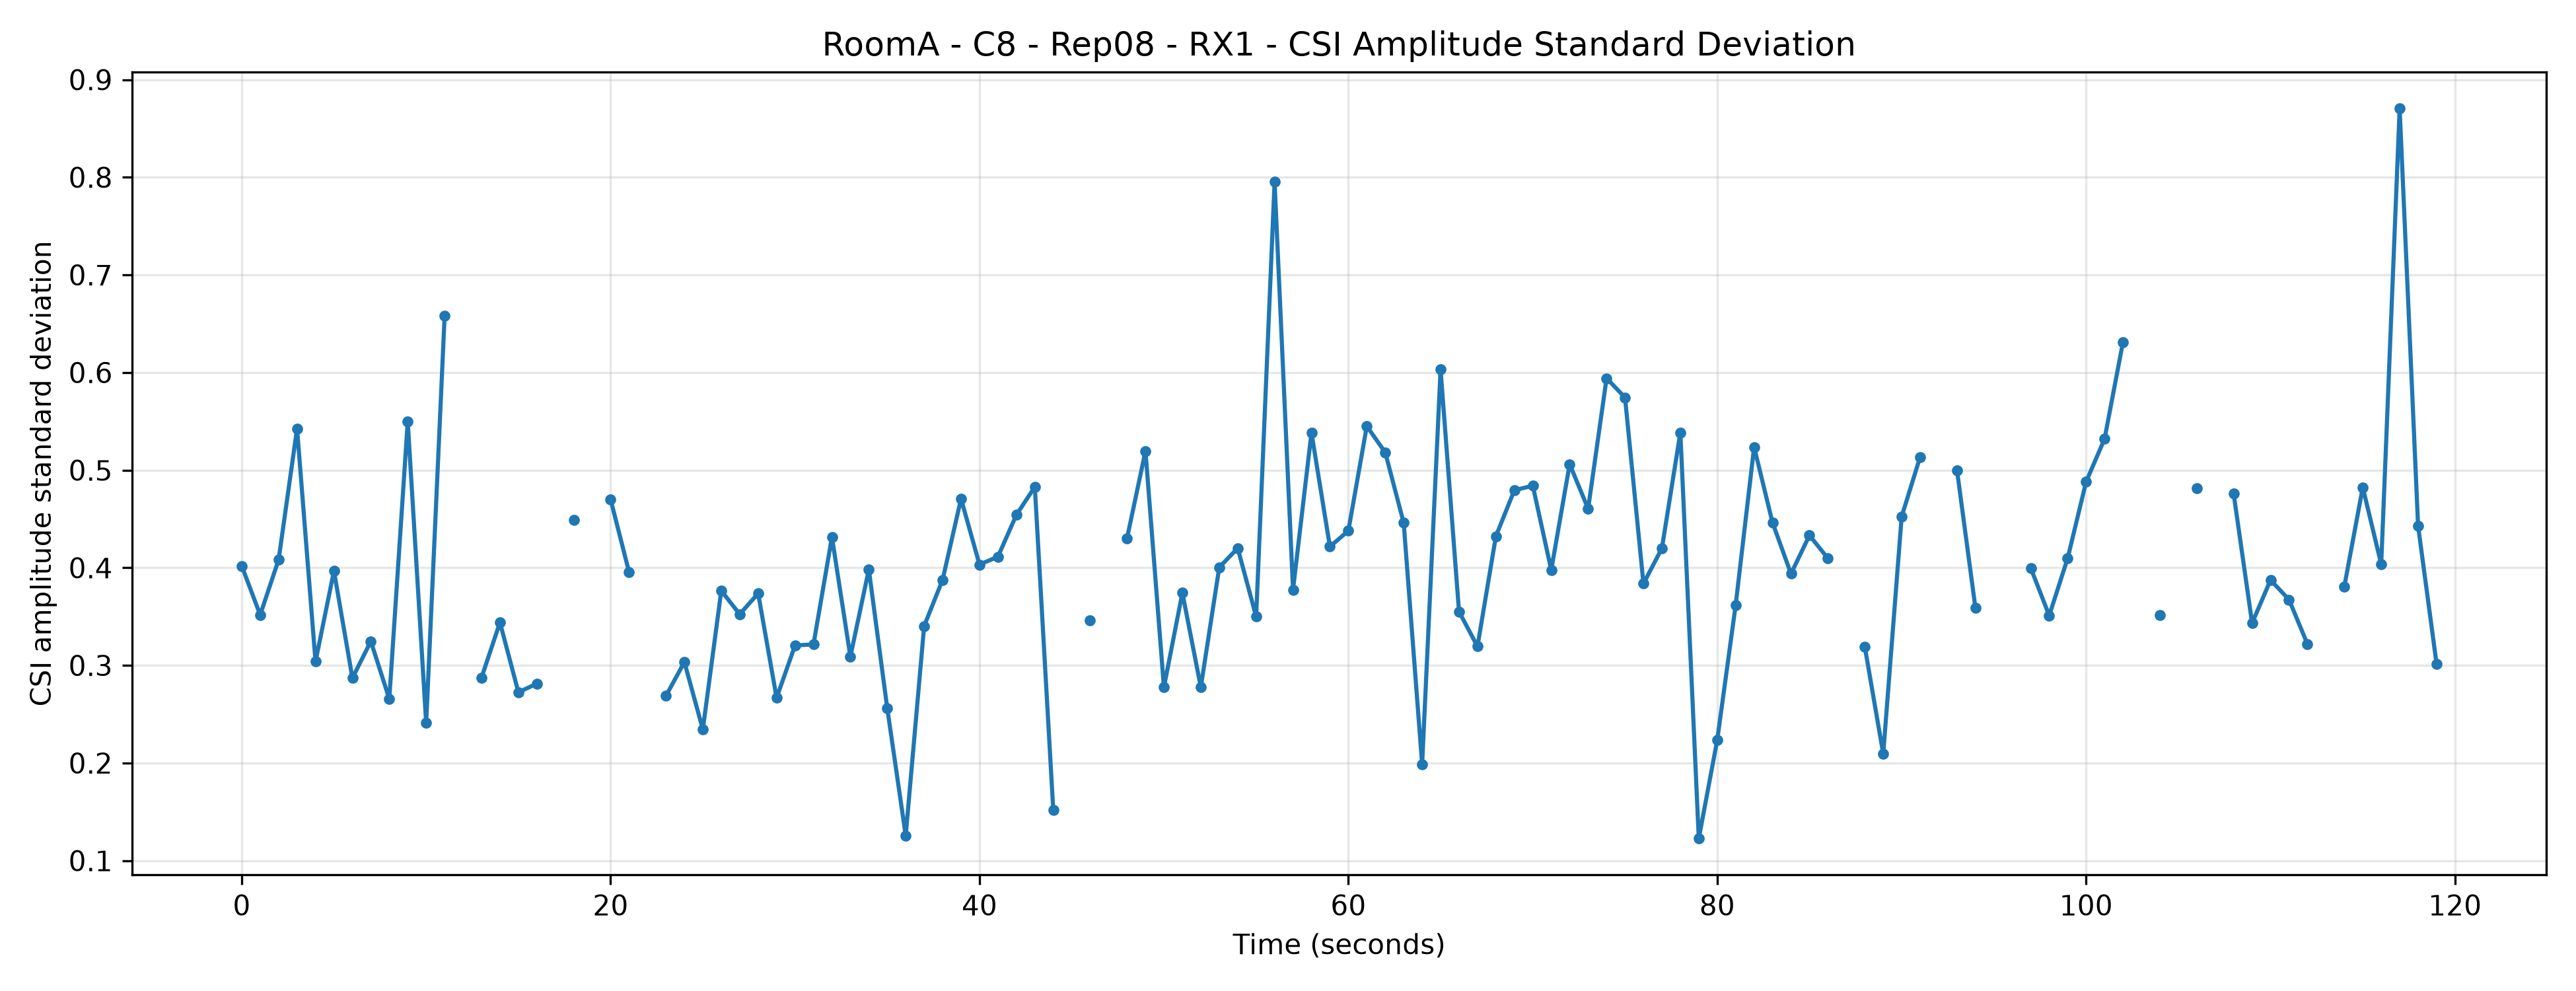 RoomA - C8 - Rep08 - RX1 - CSI Amplitude Standard Deviation
CSI amplitude standard deviation
0.9
0.8
0.7
0.6
0.5
0.4
0.3
0.2
0.1
0 20 40 60 80 100 120
Time (seconds)